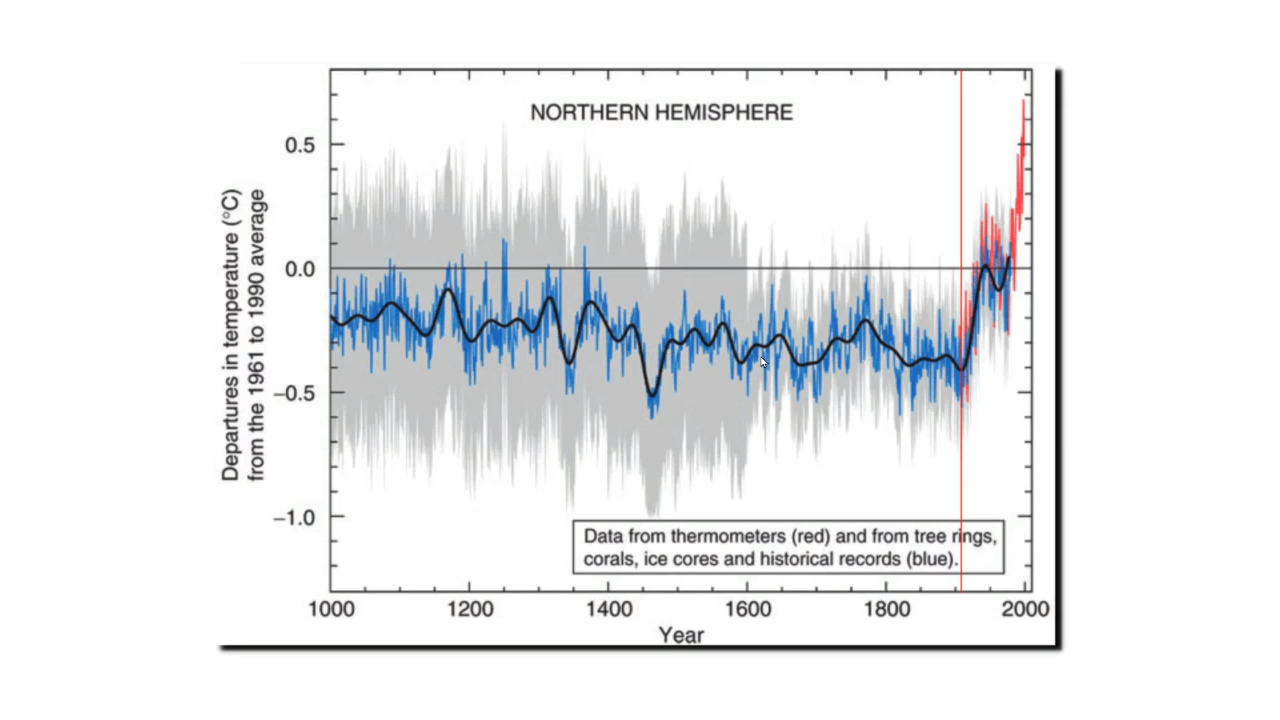 NORTHERN HEMISPHERE
Departures in temperature (°C)
from the 1961 to 1990 average
0.5
0.0
−0.5
−1.0
Data from thermometers (red) and from tree rings,
corals, ice cores and historical records (blue).
1000 1200 1400 1600 1800 2000
Year